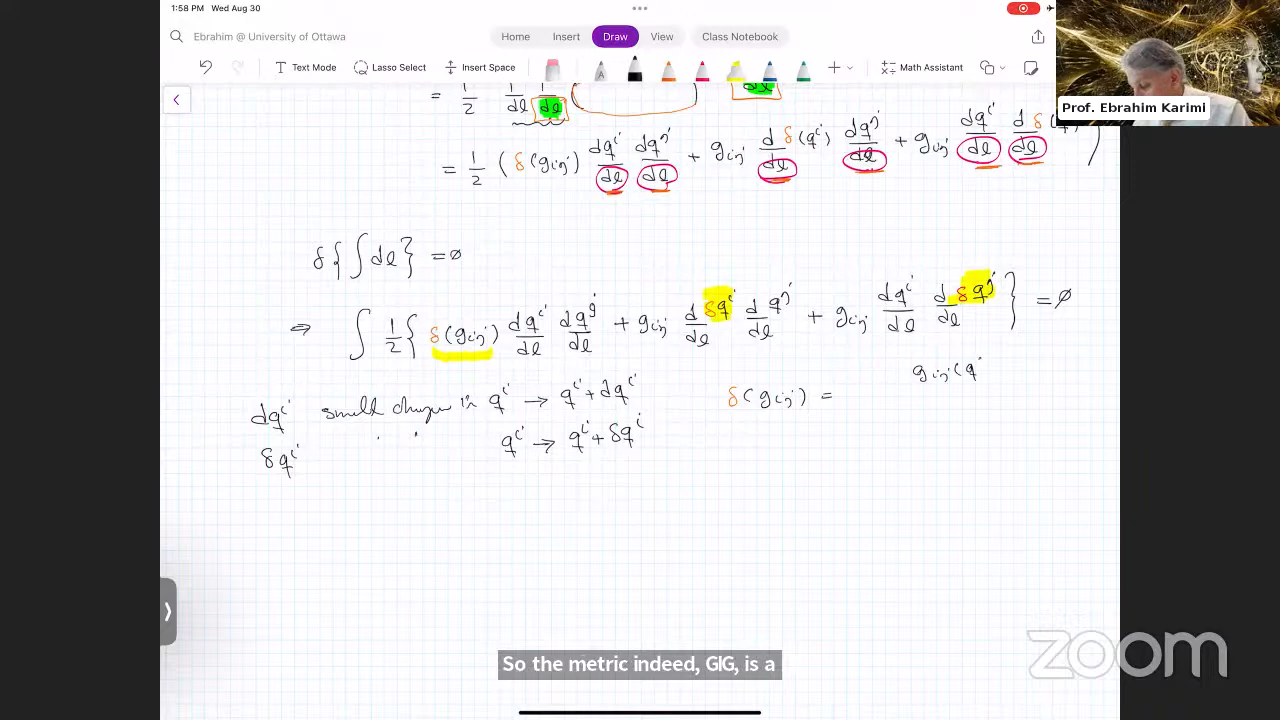 1:58 PM Wed Aug 30
Ebrahim @ University of Ottawa
Home Insert Draw View Class Notebook
Text Mode Lasso Select Insert Space Math Assistant
Prof. Ebrahim Karimi
= 1/2 1/dl 1/dl
= 1/2 ( δ(gij) dq^i/dl dq^j/dl + gij d/dl δ(q^i) dq^j/dl + gij dq^i/dl d/dl δ(q^j) )
δ{ ∫ dl } = ∅
⇒ ∫ 1/2 { δ(gij) dq^i/dl dq^j/dl + gij d/dl δq^i d/dl q^j + gij dq^i/dl d/dl δq^j } = ∅
gij(q^i
dq^i small changes in q^i → q^i + dq^i
δ(gij) =
δq^i " " q^i → q^i + δq^i
So the metric indeed, GIG, is a
zoom